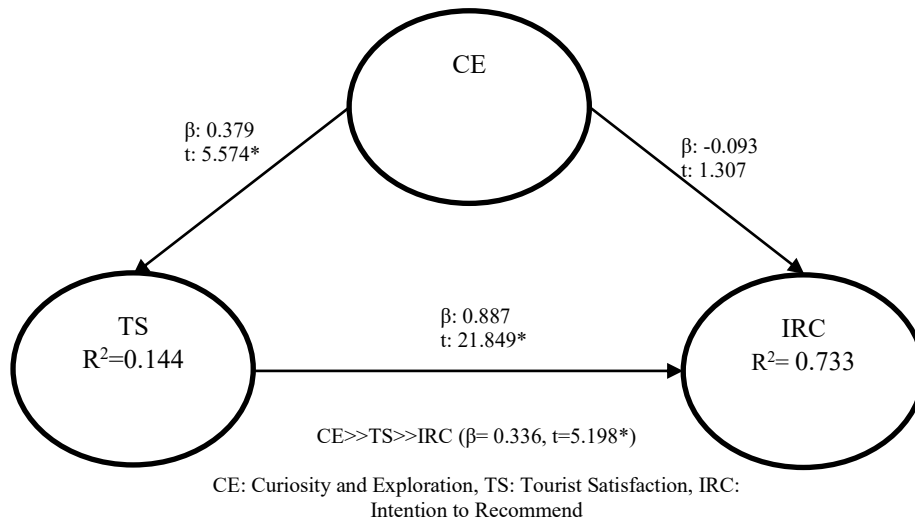 CE
β: 0.379
t: 5.574*
β: -0.093
t: 1.307
TS
R²=0.144
β: 0.887
t: 21.849*
IRC
R²= 0.733
CE>>TS>>IRC (β= 0.336, t=5.198*)
CE: Curiosity and Exploration, TS: Tourist Satisfaction, IRC:
Intention to Recommend